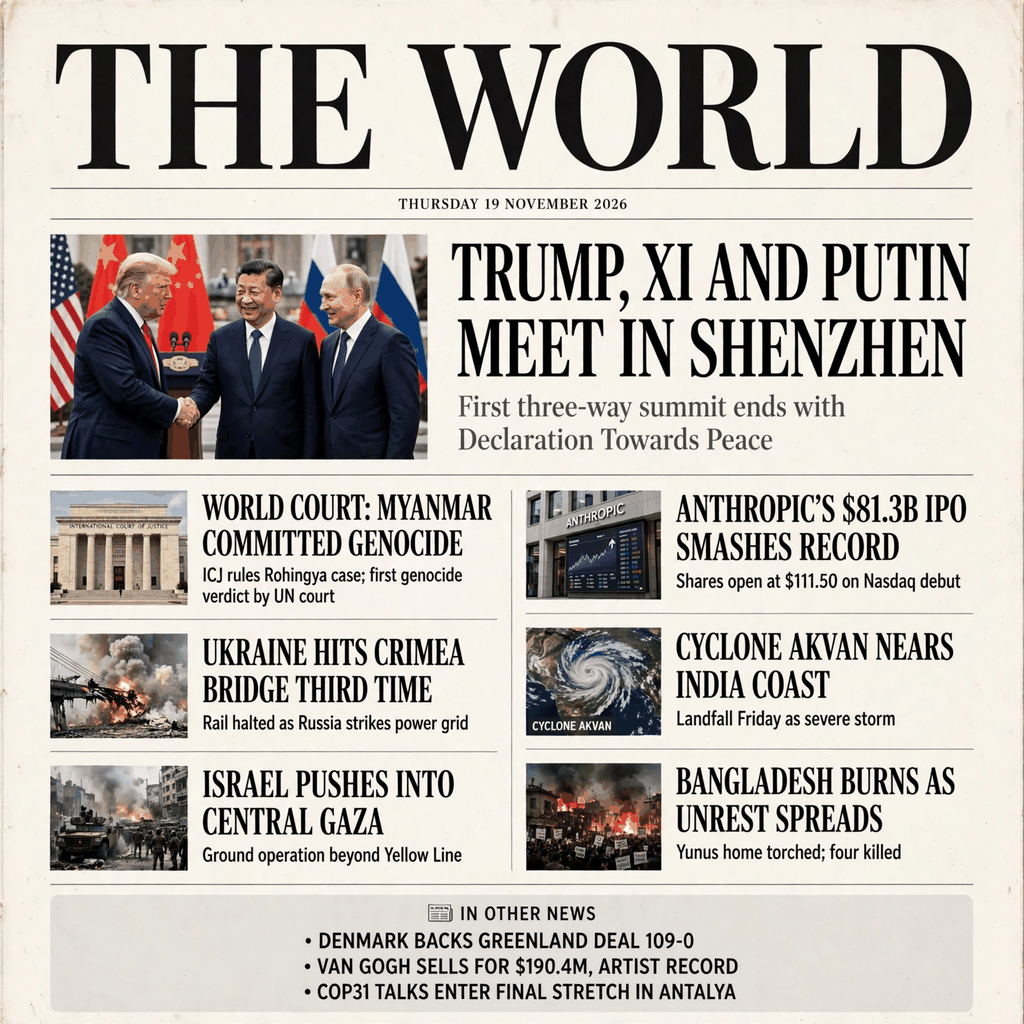 THE WORLD
THURSDAY 19 NOVEMBER 2026
TRUMP, XI AND PUTIN
MEET IN SHENZHEN
First three-way summit ends with
Declaration Towards Peace
INTERNATIONAL COURT OF JUSTICE
WORLD COURT: MYANMAR
COMMITTED GENOCIDE
ICJ rules Rohingya case; first genocide
verdict by UN court
UKRAINE HITS CRIMEA
BRIDGE THIRD TIME
Rail halted as Russia strikes power grid
ISRAEL PUSHES INTO
CENTRAL GAZA
Ground operation beyond Yellow Line
ANTHROPIC
ANTHROPIC'S $81.3B IPO
SMASHES RECORD
Shares open at $111.50 on Nasdaq debut
CYCLONE AKVAN
CYCLONE AKVAN NEARS
INDIA COAST
Landfall Friday as severe storm
BANGLADESH BURNS AS
UNREST SPREADS
Yunus home torched; four killed
IN OTHER NEWS
• DENMARK BACKS GREENLAND DEAL 109-0
• VAN GOGH SELLS FOR $190.4M, ARTIST RECORD
• COP31 TALKS ENTER FINAL STRETCH IN ANTALYA